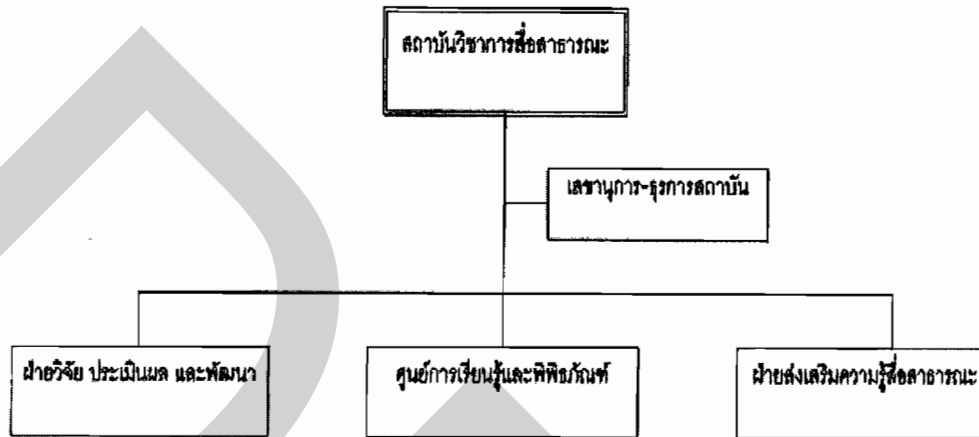 สถาบันวิชาการสื่อสาธารณะ
เลขานุการ-ธุรการสถาบัน
ฝ่ายวิจัย ประเมินผล และพัฒนา
ศูนย์การเรียนรู้และพิพิธภัณฑ์
ฝ่ายส่งเสริมความรู้สื่อสาธารณะ